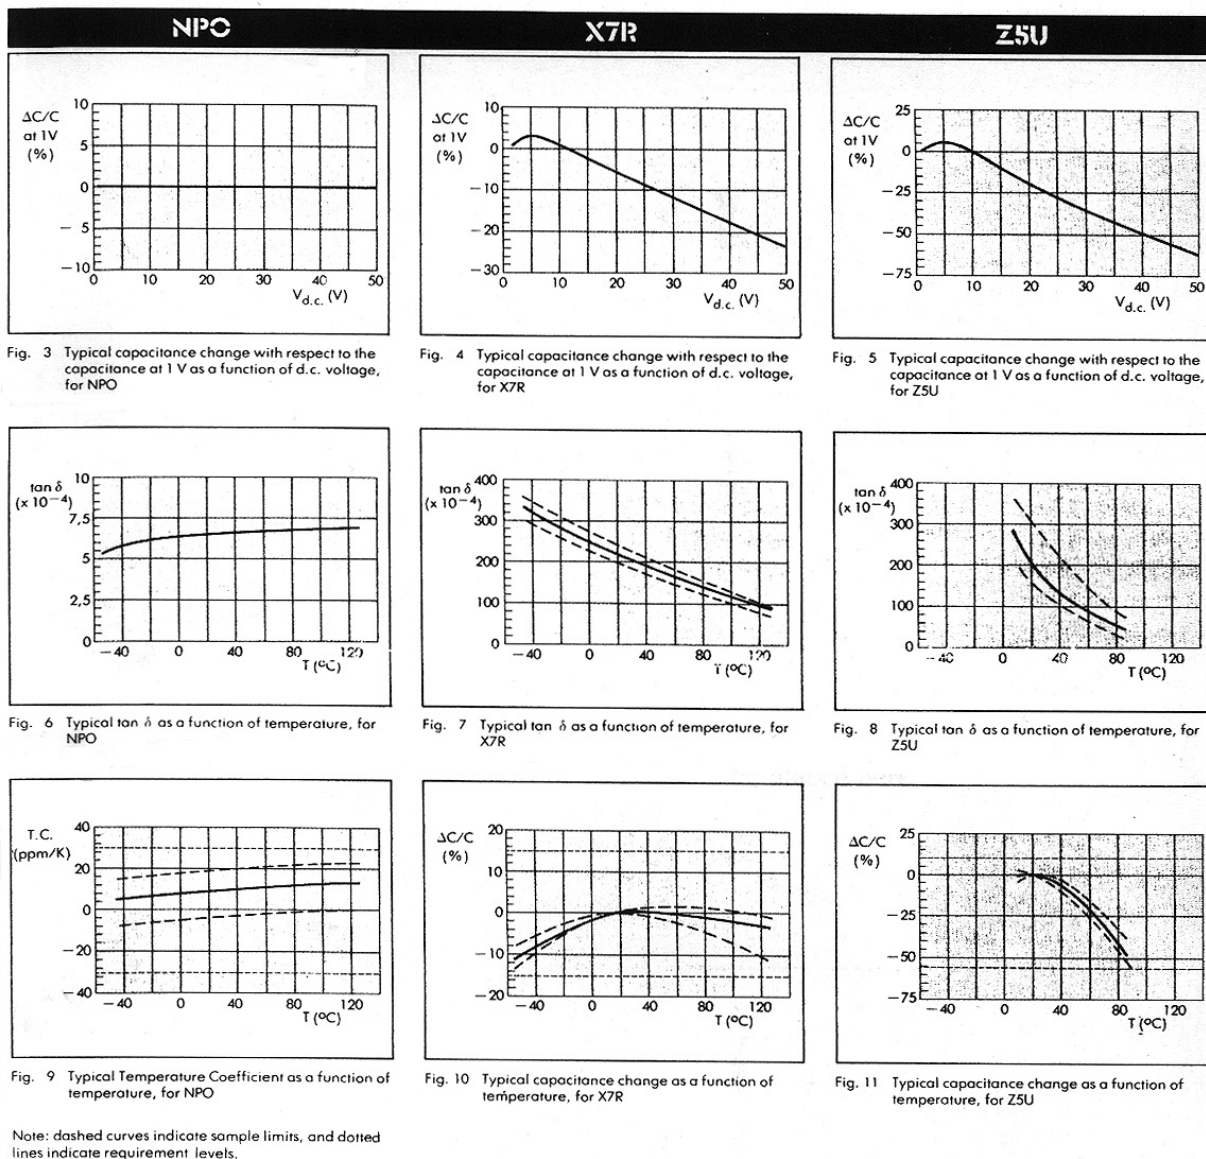 NPO
X7R
Z5U
ΔC/C
at 1V
(%)
10
5
0
− 5
−10
0 10 20 30 40 50
V d.c. (V)
Fig. 3 Typical capacitance change with respect to the
capacitance at 1 V as a function of d.c. voltage,
for NPO
ΔC/C
at 1V
(%)
10
0
−10
−20
−30
0 10 20 30 40 50
V d.c. (V)
Fig. 4 Typical capacitance change with respect to the
capacitance at 1 V as a function of d.c. voltage,
for X7R
ΔC/C
at 1V
(%)
25
0
−25
−50
−75
0 10 20 30 40 50
V d.c. (V)
Fig. 5 Typical capacitance change with respect to the
capacitance at 1 V as a function of d.c. voltage,
for Z5U
tan δ
(x 10⁻⁴)
10
7,5
5
2,5
0
−40 0 40 80 120
T (°C)
Fig. 6 Typical tan δ as a function of temperature, for
NPO
tan δ
(x 10⁻⁴)
400
300
200
100
0
−40 0 40 80 120
T (°C)
Fig. 7 Typical tan δ as a function of temperature, for
X7R
tan δ
(x 10⁻⁴)
400
300
200
100
0
−40 0 40 80 120
T (°C)
Fig. 8 Typical tan δ as a function of temperature, for
Z5U
T.C.
(ppm/K)
40
20
0
−20
−40
−40 0 40 80 120
T (°C)
Fig. 9 Typical Temperature Coefficient as a function of
temperature, for NPO
ΔC/C
(%)
20
10
0
−10
−20
−40 0 40 80 120
T (°C)
Fig. 10 Typical capacitance change as a function of
temperature, for X7R
ΔC/C
(%)
25
0
−25
−50
−75
−40 0 40 80 120
T (°C)
Fig. 11 Typical capacitance change as a function of
temperature, for Z5U
Note: dashed curves indicate sample limits, and dotted
lines indicate requirement levels.